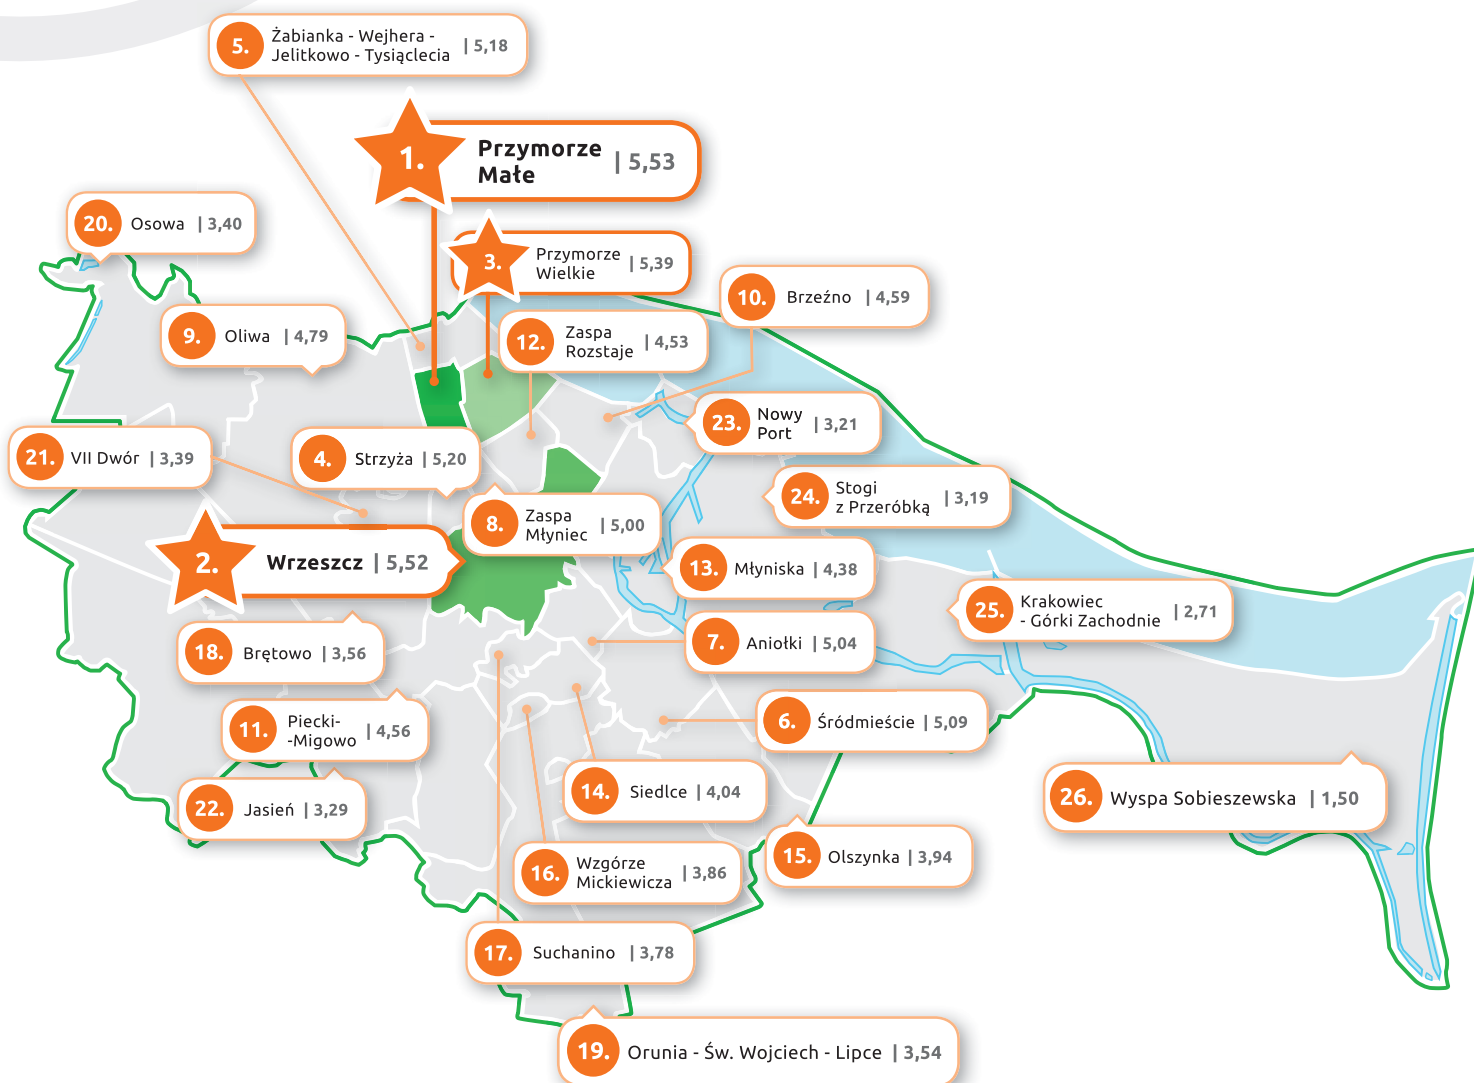 5. Żabianka - Wejhera -
Jelitkowo - Tysiąclecia | 5,18
1. Przymorze
Małe | 5,53
20. Osowa | 3,40
3. Przymorze
Wielkie | 5,39
10. Brzeźno | 4,59
9. Oliwa | 4,79
12. Zaspa
Rozstaje | 4,53
23. Nowy
Port | 3,21
21. VII Dwór | 3,39
4. Strzyża | 5,20
24. Stogi
z Przeróbką | 3,19
8. Zaspa
Młyniec | 5,00
2. Wrzeszcz | 5,52
13. Młyniska | 4,38
25. Krakowiec
- Górki Zachodnie | 2,71
18. Brętowo | 3,56
7. Aniołki | 5,04
11. Piecki-
-Migowo | 4,56
6. Śródmieście | 5,09
22. Jasień | 3,29
14. Siedlce | 4,04
26. Wyspa Sobieszewska | 1,50
16. Wzgórze
Mickiewicza | 3,86
15. Olszynka | 3,94
17. Suchanino | 3,78
19. Orunia - Św. Wojciech - Lipce | 3,54